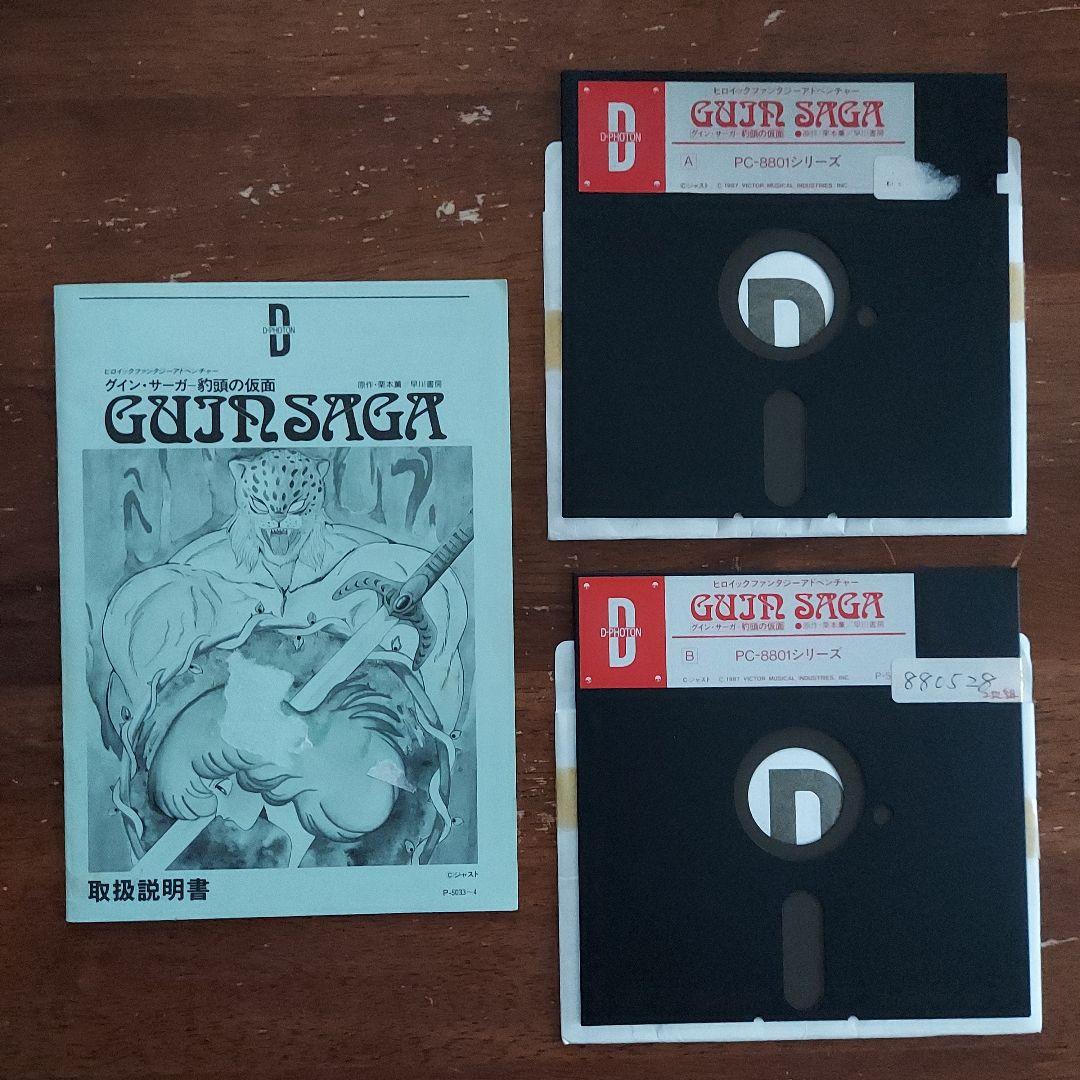 D
D-PHOTON
ヒロイックファンタジーアドベンチャー
グイン・サーガ-豹頭の仮面
原作・栗本薫/早川書房
GUIN SAGA
Cジャスト
取扱説明書
P-5033〜4
D
D-PHOTON
ヒロイックファンタジーアドベンチャー
GUIN SAGA
グイン・サーガ-豹頭の仮面 ●原作・栗本薫/早川書房
A PC-8801シリーズ
Cジャスト C 1987 VICTOR MUSICAL INDUSTRIES, INC.
D
D
D-PHOTON
ヒロイックファンタジーアドベンチャー
GUIN SAGA
グイン・サーガ-豹頭の仮面 ●原作・栗本薫/早川書房
B PC-8801シリーズ
Cジャスト C 1987 VICTOR MUSICAL INDUSTRIES, INC.
880528
D